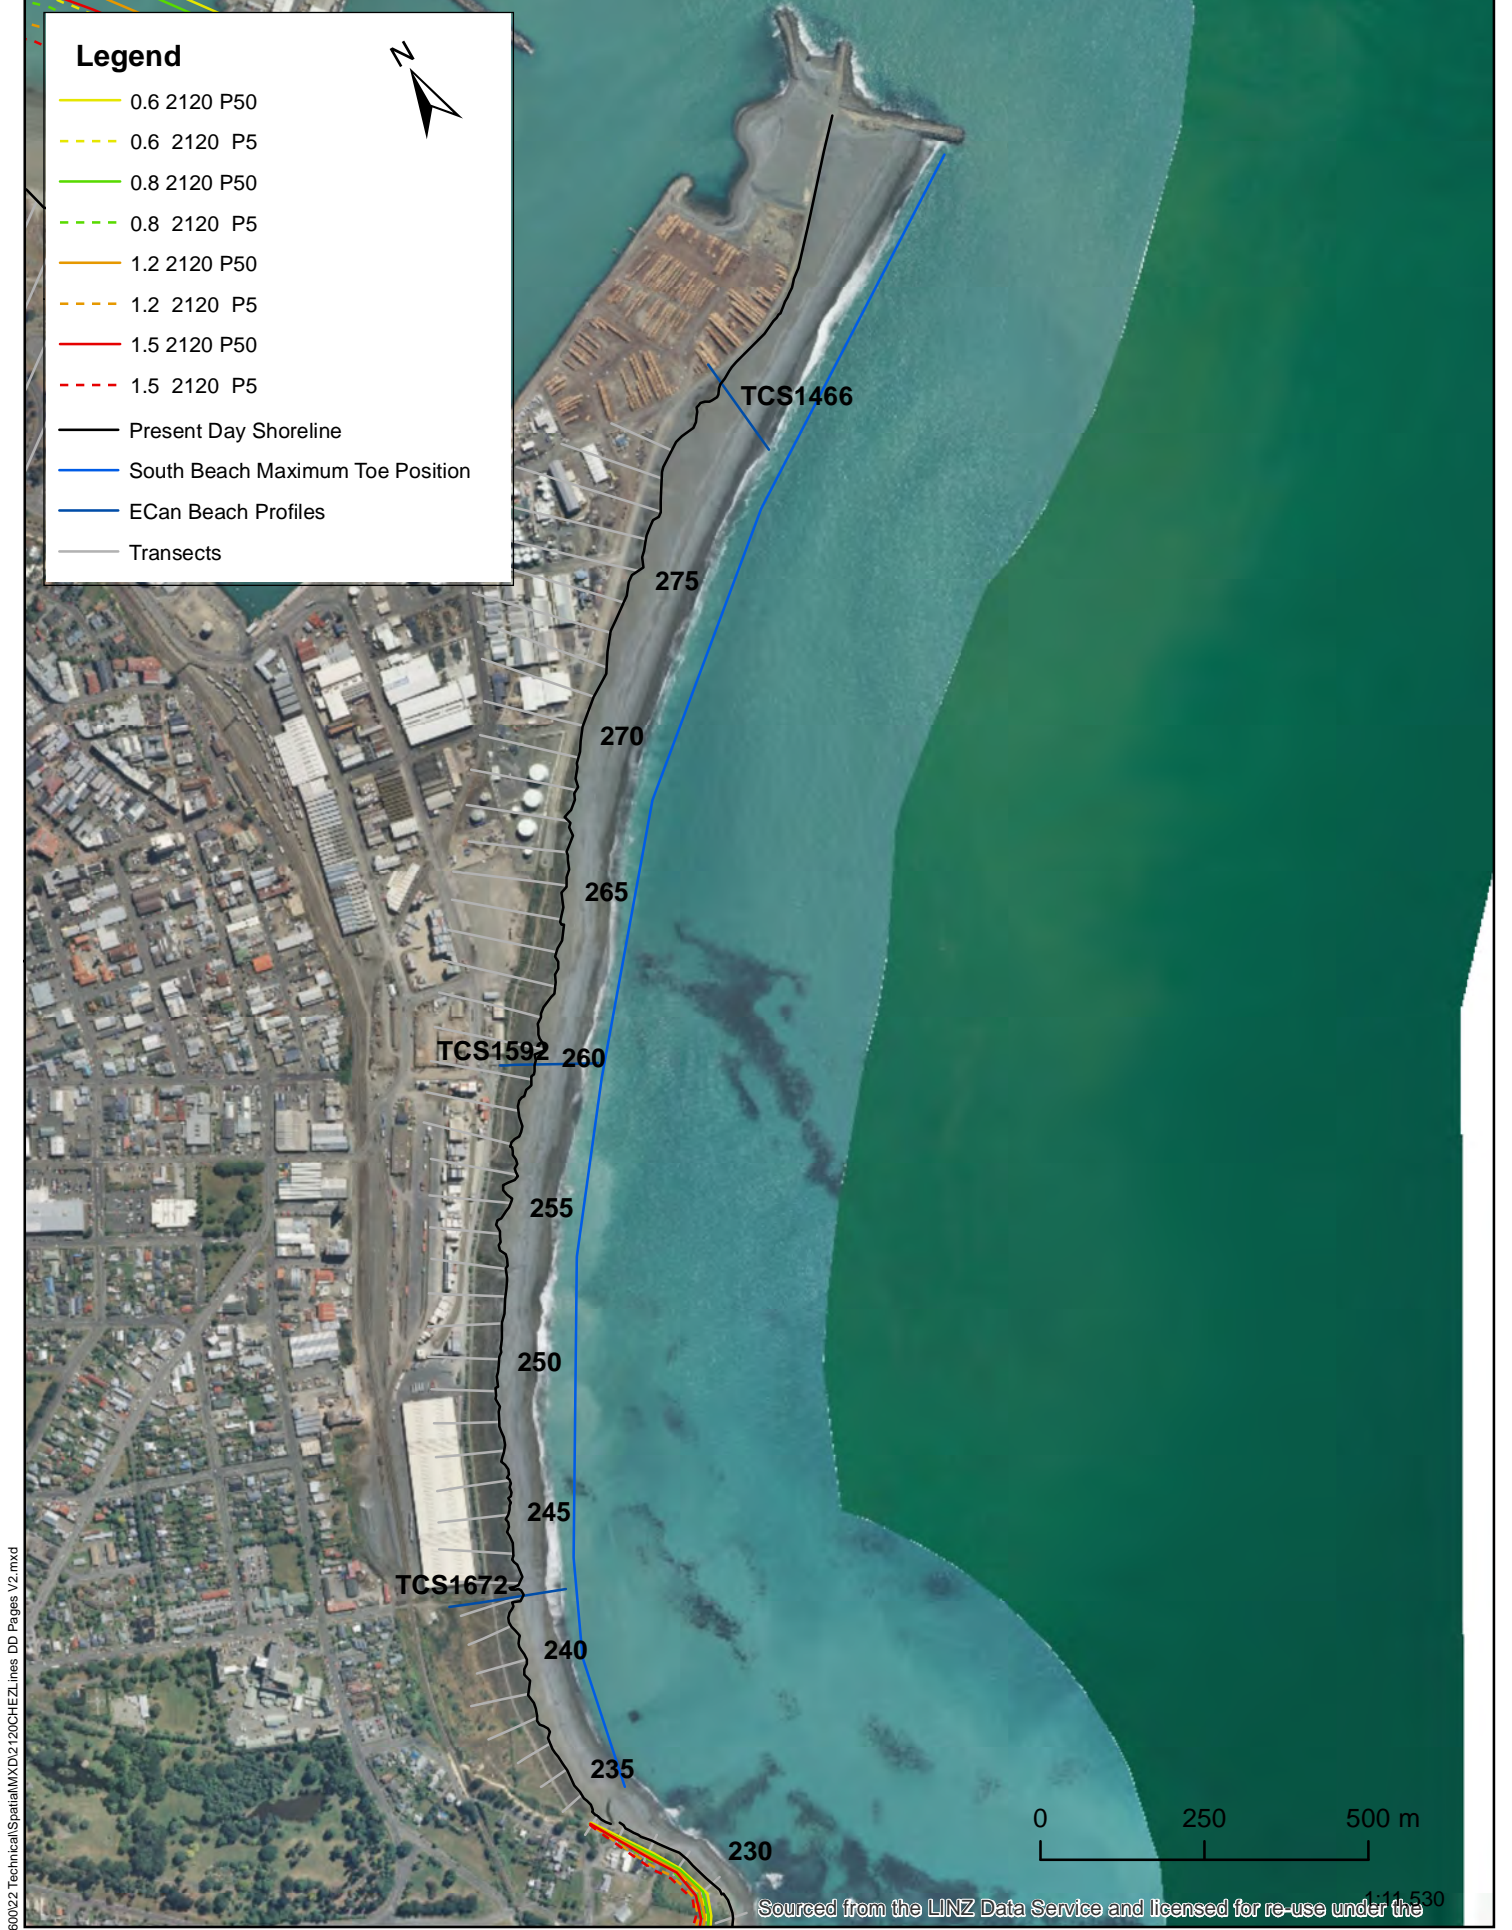 Legend
N
0.6 2120 P50
0.6 2120 P5
0.8 2120 P50
0.8 2120 P5
1.2 2120 P50
1.2 2120 P5
1.5 2120 P50
1.5 2120 P5
Present Day Shoreline
South Beach Maximum Toe Position
ECan Beach Profiles
Transects
TCS1466
275
270
265
TCS1592
260
255
250
245
TCS1672
240
235
230
0 250 500 m
1:11,530
Sourced from the LINZ Data Service and licensed for re-use under the
600\22 Technical\Spatial\MXD\2120CHEZLines DD Pages V2.mxd